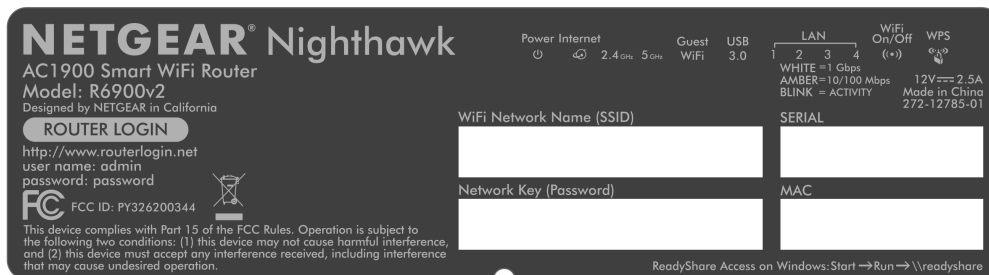 NETGEAR® Nighthawk
AC1900 Smart WiFi Router
Model: R6900v2
Designed by NETGEAR in California
ROUTER LOGIN
http://www.routerlogin.net
user name: admin
password: password
FC FCC ID: PY326200344
This device complies with Part 15 of the FCC Rules. Operation is subject to
the following two conditions: (1) this device may not cause harmful interference,
and (2) this device must accept any interference received, including interference
that may cause undesired operation.
Power Internet
2.4 GHz 5 GHz
Guest
WiFi
USB
3.0
LAN
1 2 3 4
WiFi
On/Off
WPS
WHITE =1 Gbps
AMBER=10/100 Mbps
BLINK = ACTIVITY
12V 2.5A
Made in China
272-12785-01
WiFi Network Name (SSID)
SERIAL
Network Key (Password)
MAC
ReadyShare Access on Windows:Start →Run→\\readyshare